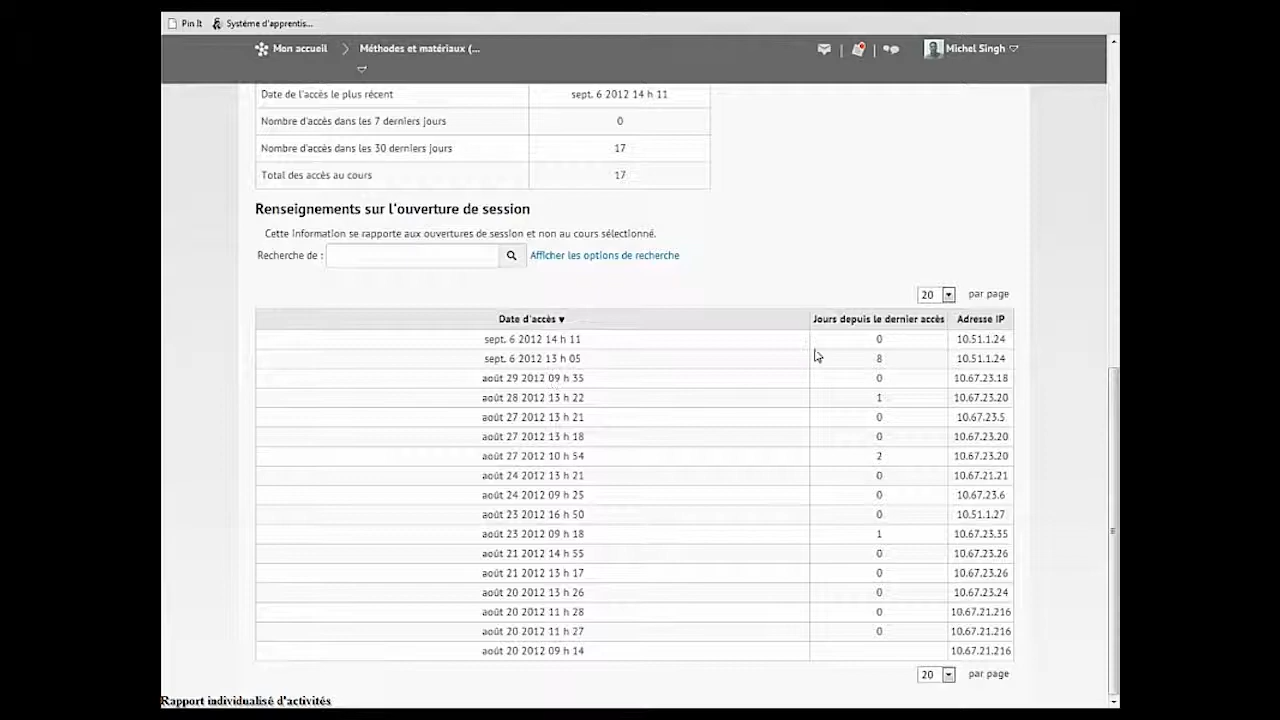 Pin It Système d'apprentis...
Mon accueil Méthodes et matériaux (... Michel Singh
Date de l'accès le plus récent sept. 6 2012 14 h 11
Nombre d'accès dans les 7 derniers jours 0
Nombre d'accès dans les 30 derniers jours 17
Total des accès au cours 17
Renseignements sur l'ouverture de session
Cette information se rapporte aux ouvertures de session et non au cours sélectionné.
Recherche de : Afficher les options de recherche
20 par page
Date d'accès ▼ Jours depuis le dernier accès Adresse IP
sept. 6 2012 14 h 11 0 10.51.1.24
sept. 6 2012 13 h 05 8 10.51.1.24
août 29 2012 09 h 35 0 10.67.23.18
août 28 2012 13 h 22 1 10.67.23.20
août 27 2012 13 h 21 0 10.67.23.5
août 27 2012 13 h 18 0 10.67.23.20
août 27 2012 10 h 54 2 10.67.23.20
août 24 2012 13 h 21 0 10.67.21.21
août 24 2012 09 h 25 0 10.67.23.6
août 23 2012 16 h 50 0 10.51.1.27
août 23 2012 09 h 18 1 10.67.23.35
août 21 2012 14 h 55 0 10.67.23.26
août 21 2012 13 h 17 0 10.67.23.26
août 20 2012 13 h 26 0 10.67.23.24
août 20 2012 11 h 28 0 10.67.21.216
août 20 2012 11 h 27 0 10.67.21.216
août 20 2012 09 h 14 10.67.21.216
20 par page
Rapport individualisé d'activités